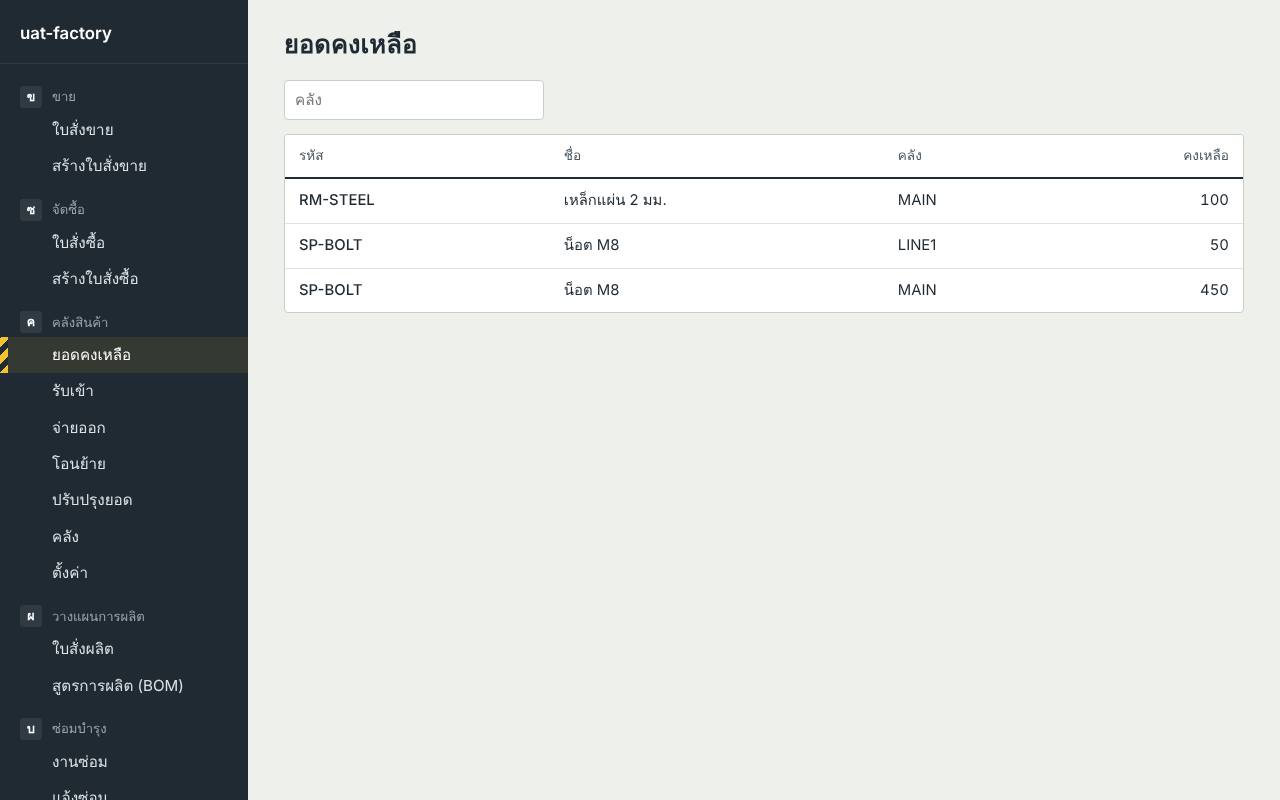 uat-factory
ข ขาย
ใบสั่งขาย
สร้างใบสั่งขาย
ซ จัดซื้อ
ใบสั่งซื้อ
สร้างใบสั่งซื้อ
ค คลังสินค้า
ยอดคงเหลือ
รับเข้า
จ่ายออก
โอนย้าย
ปรับปรุงยอด
คลัง
ตั้งค่า
ผ วางแผนการผลิต
ใบสั่งผลิต
สูตรการผลิต (BOM)
บ ซ่อมบำรุง
งานซ่อม
แจ้งซ่อม
ยอดคงเหลือ
คลัง
รหัส ชื่อ คลัง คงเหลือ
RM-STEEL เหล็กแผ่น 2 มม. MAIN 100
SP-BOLT น็อต M8 LINE1 50
SP-BOLT น็อต M8 MAIN 450